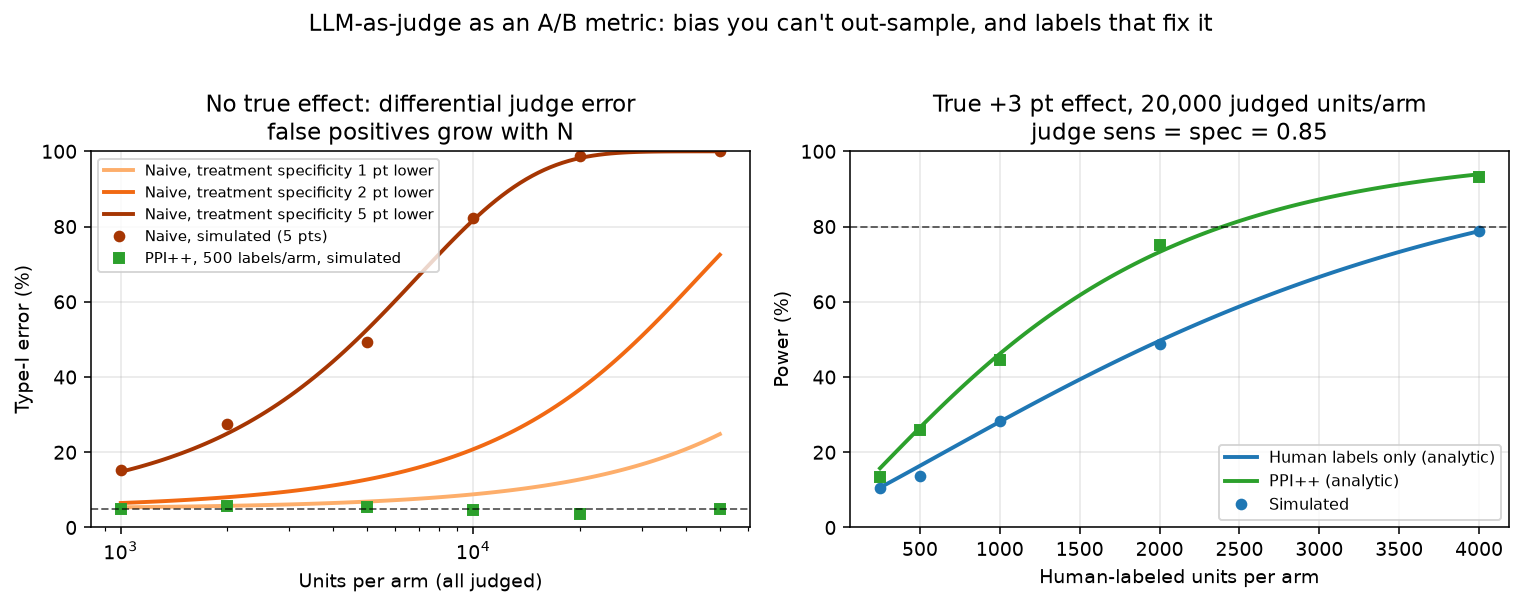 LLM-as-judge as an A/B metric: bias you can't out-sample, and labels that fix it
No true effect: differential judge error
false positives grow with N
Type-I error (%)
100
80
60
40
20
0
Naive, treatment specificity 1 pt lower
Naive, treatment specificity 2 pt lower
Naive, treatment specificity 5 pt lower
Naive, simulated (5 pts)
PPI++, 500 labels/arm, simulated
10³
10⁴
Units per arm (all judged)
True +3 pt effect, 20,000 judged units/arm
judge sens = spec = 0.85
Power (%)
100
80
60
40
20
0
Human labels only (analytic)
PPI++ (analytic)
Simulated
500
1000
1500
2000
2500
3000
3500
4000
Human-labeled units per arm